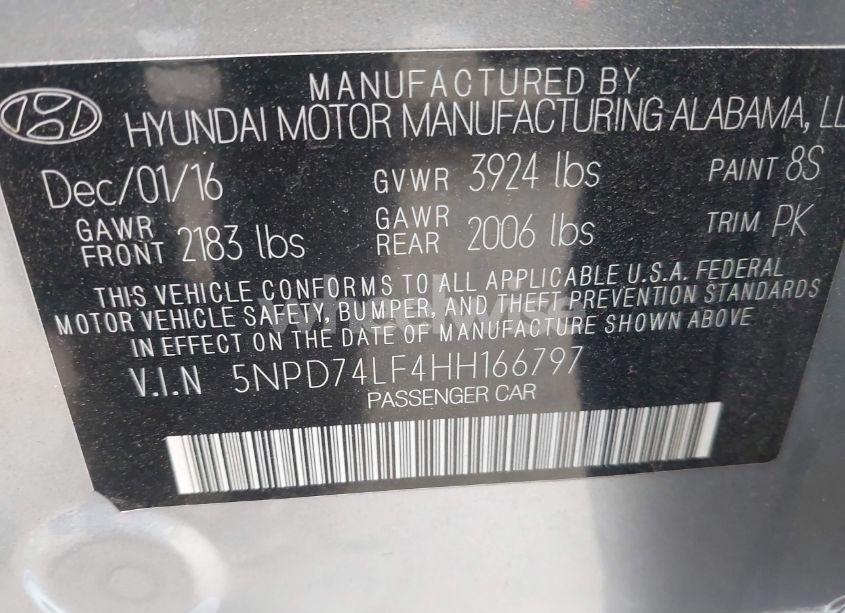 MANUFACTURED BY
HYUNDAI MOTOR MANUFACTURING ALABAMA, LL
Dec/01/16 GVWR 3924 lbs PAINT 8S
GAWR FRONT 2183 lbs GAWR REAR 2006 lbs TRIM PK
THIS VEHICLE CONFORMS TO ALL APPLICABLE U.S.A. FEDERAL
MOTOR VEHICLE SAFETY, BUMPER, AND THEFT PREVENTION STANDARDS
IN EFFECT ON THE DATE OF MANUFACTURE SHOWN ABOVE
V.I.N 5NPD74LF4HH166797
PASSENGER CAR